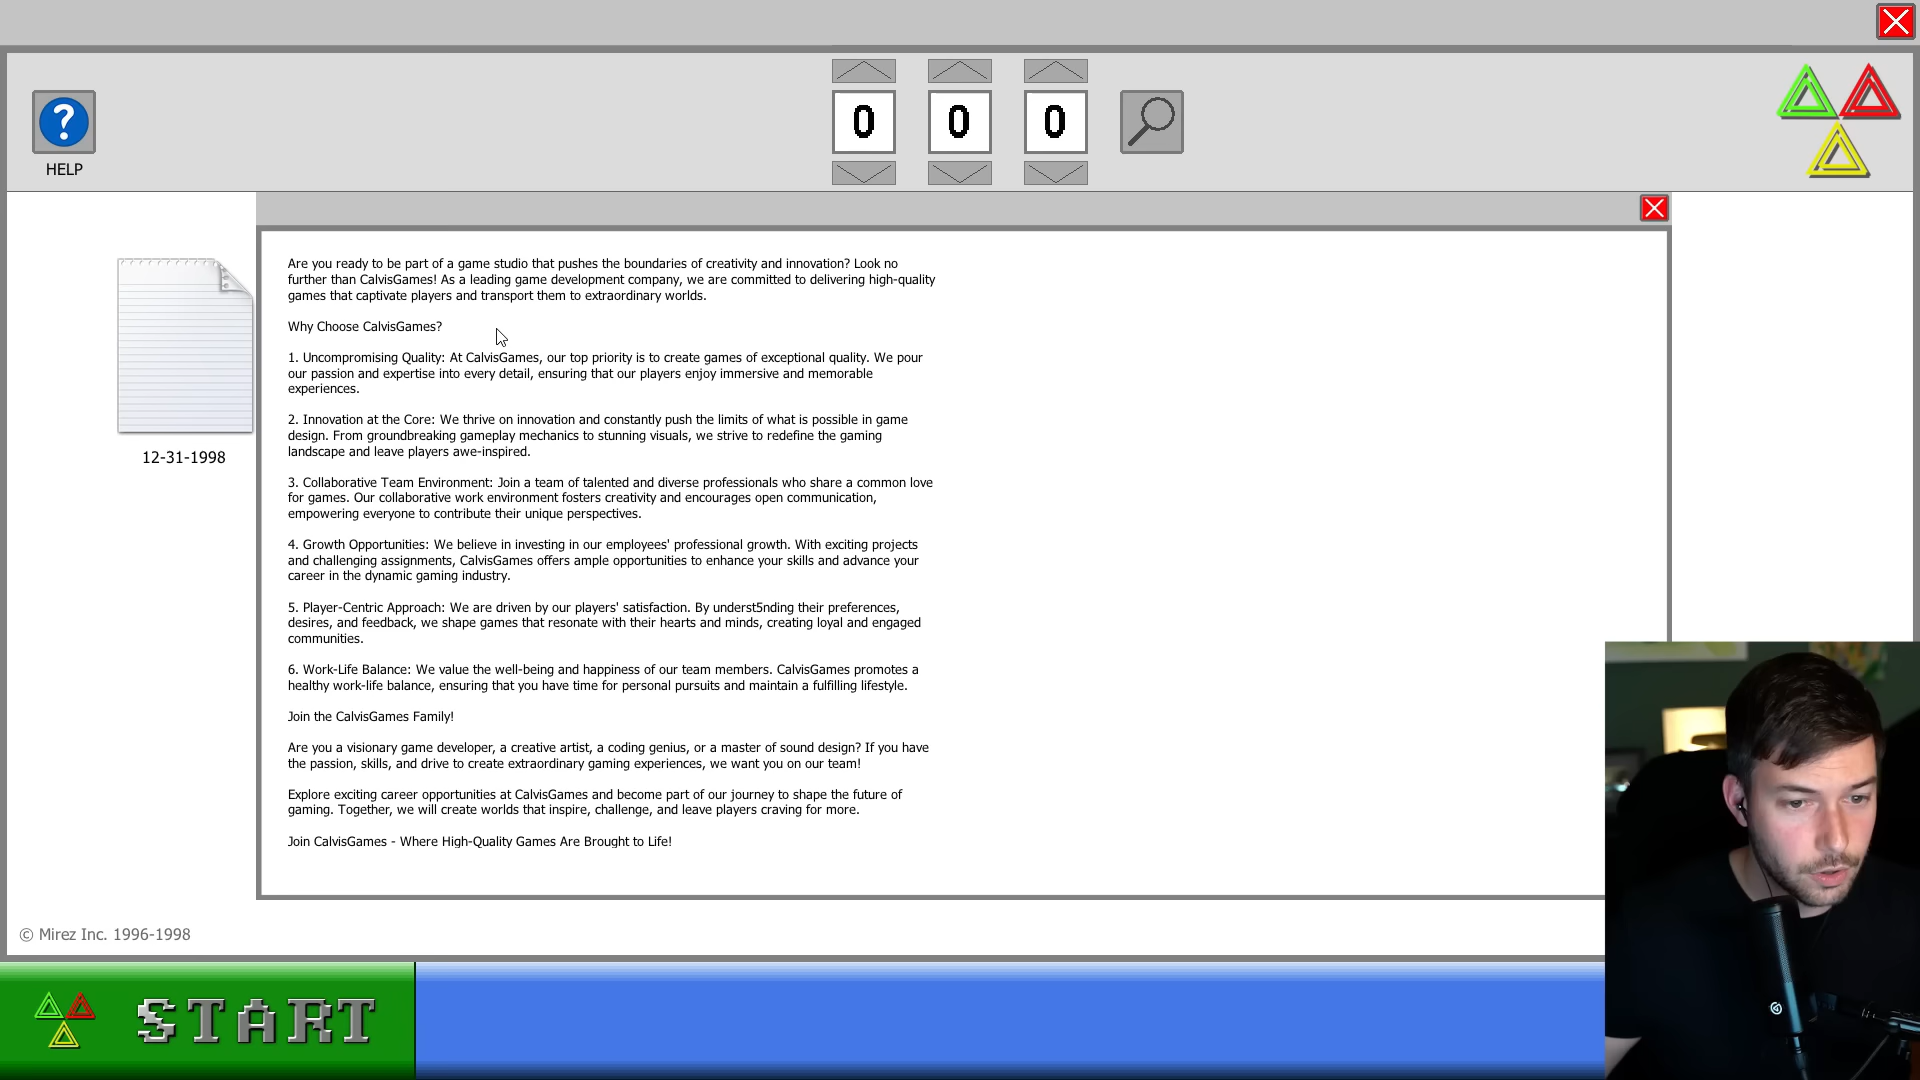 0 0 0
HELP
Are you ready to be part of a game studio that pushes the boundaries of creativity and innovation? Look no
further than CalvisGames! As a leading game development company, we are committed to delivering high-quality
games that captivate players and transport them to extraordinary worlds.
Why Choose CalvisGames?
1. Uncompromising Quality: At CalvisGames, our top priority is to create games of exceptional quality. We pour
our passion and expertise into every detail, ensuring that our players enjoy immersive and memorable
experiences.
2. Innovation at the Core: We thrive on innovation and constantly push the limits of what is possible in game
design. From groundbreaking gameplay mechanics to stunning visuals, we strive to redefine the gaming
landscape and leave players awe-inspired.
3. Collaborative Team Environment: Join a team of talented and diverse professionals who share a common love
for games. Our collaborative work environment fosters creativity and encourages open communication,
empowering everyone to contribute their unique perspectives.
4. Growth Opportunities: We believe in investing in our employees' professional growth. With exciting projects
and challenging assignments, CalvisGames offers ample opportunities to enhance your skills and advance your
career in the dynamic gaming industry.
5. Player-Centric Approach: We are driven by our players' satisfaction. By underst5nding their preferences,
desires, and feedback, we shape games that resonate with their hearts and minds, creating loyal and engaged
communities.
6. Work-Life Balance: We value the well-being and happiness of our team members. CalvisGames promotes a
healthy work-life balance, ensuring that you have time for personal pursuits and maintain a fulfilling lifestyle.
Join the CalvisGames Family!
Are you a visionary game developer, a creative artist, a coding genius, or a master of sound design? If you have
the passion, skills, and drive to create extraordinary gaming experiences, we want you on our team!
Explore exciting career opportunities at CalvisGames and become part of our journey to shape the future of
gaming. Together, we will create worlds that inspire, challenge, and leave players craving for more.
Join CalvisGames - Where High-Quality Games Are Brought to Life!
12-31-1998
© Mirez Inc. 1996-1998
START